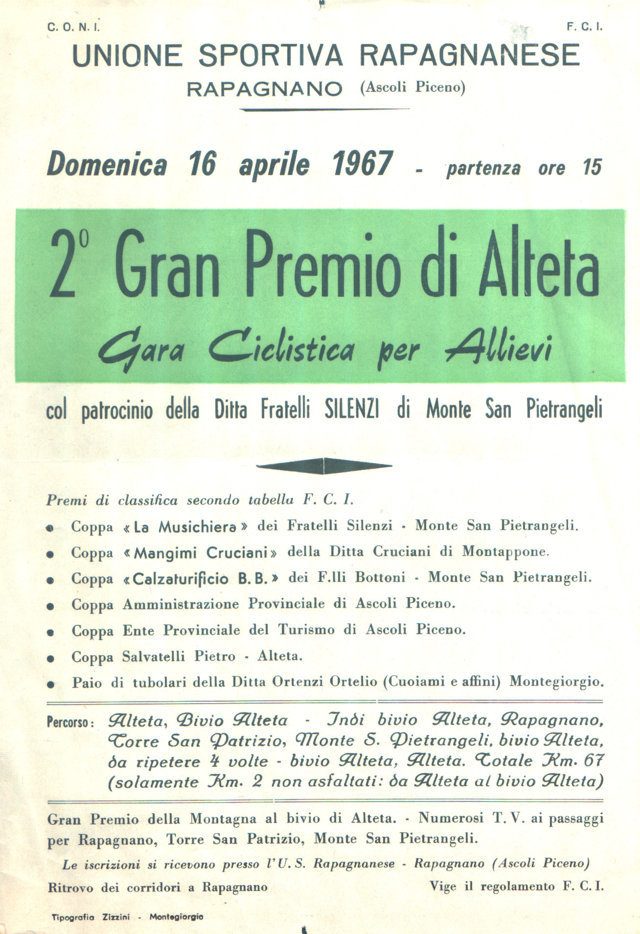 C. O. N. I.
F. C. I.
UNIONE SPORTIVA RAPAGNANESE
RAPAGNANO (Ascoli Piceno)
Domenica 16 aprile 1967 - partenza ore 15
2° Gran Premio di Alteta
Gara Ciclistica per Allievi
col patrocinio della Ditta Fratelli SILENZI di Monte San Pietrangeli
Premi di classifica secondo tabella F. C. I.
• Coppa «La Musichiera» dei Fratelli Silenzi - Monte San Pietrangeli.
• Coppa «Mangimi Cruciani» della Ditta Cruciani di Montappone.
• Coppa «Calzaturificio B. B.» dei F.lli Bottoni - Monte San Pietrangeli.
• Coppa Amministrazione Provinciale di Ascoli Piceno.
• Coppa Ente Provinciale del Turismo di Ascoli Piceno.
• Coppa Salvatelli Pietro - Alteta.
• Paio di tubolari della Ditta Ortenzi Ortelio (Cuoiami e affini) Montegiorgio.
Percorso: Alteta, Bivio Alteta - Indi bivio Alteta, Rapagnano,
Torre San Patrizio, Monte S. Pietrangeli, bivio Alteta,
da ripetere 4 volte - bivio Alteta, Alteta. Totale Km. 67
(solamente Km. 2 non asfaltati: da Alteta al bivio Alteta)
Gran Premio della Montagna al bivio di Alteta. - Numerosi T. V. ai passaggi
per Rapagnano, Torre San Patrizio, Monte San Pietrangeli.
Le iscrizioni si ricevono presso l'U. S. Rapagnanese - Rapagnano (Ascoli Piceno)
Ritrovo dei corridori a Rapagnano
Vige il regolamento F. C. I.
Tipografia Zizzini - Montegiorgio